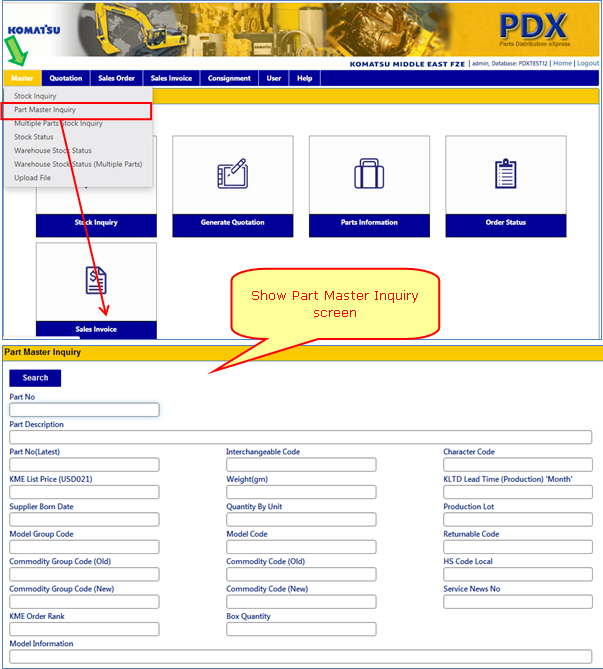 KOMATSU
PDX
Parts Distribution eXpress
KOMATSU MIDDLE EAST FZE | admin, Database: PDXTEST12 | Home | Logout
Master Quotation Sales Order Sales Invoice Consignment User Help
Stock Inquiry
Part Master Inquiry
Multiple Parts Stock Inquiry
Stock Status
Warehouse Stock Status
Warehouse Stock Status (Multiple Parts)
Upload File
Stock Inquiry Generate Quotation Parts Information Order Status
Sales Invoice
Show Part Master Inquiry
screen
Part Master Inquiry
Search
Part No
Part Description
Part No(Latest) Interchangeable Code Character Code
KME List Price (USD021) Weight(gm) KLTD Lead Time (Production) 'Month'
Supplier Born Date Quantity By Unit Production Lot
Model Group Code Model Code Returnable Code
Commodity Group Code (Old) Commodity Code (Old) HS Code Local
Commodity Group Code (New) Commodity Code (New) Service News No
KME Order Rank Box Quantity
Model Information